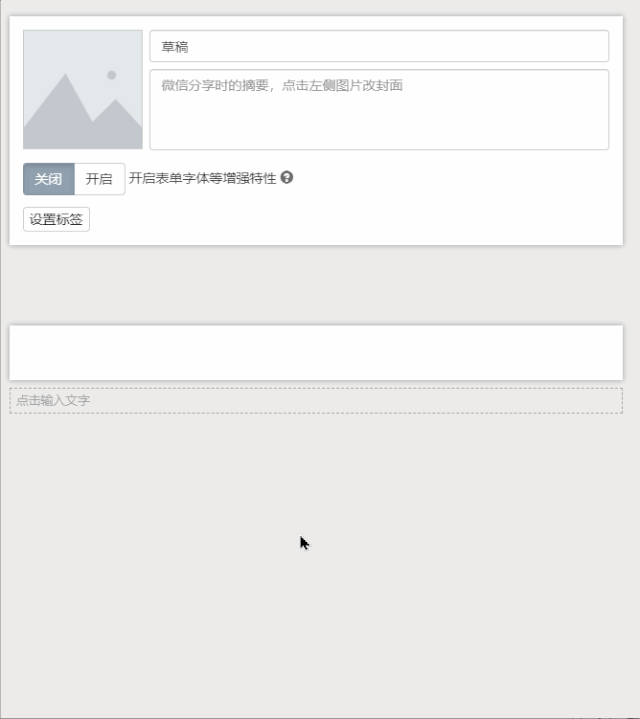 草稿
微信分享时的摘要，点击左侧图片改封面
关闭 开启 开启表单字体等增强特性
设置标签
点击输入文字